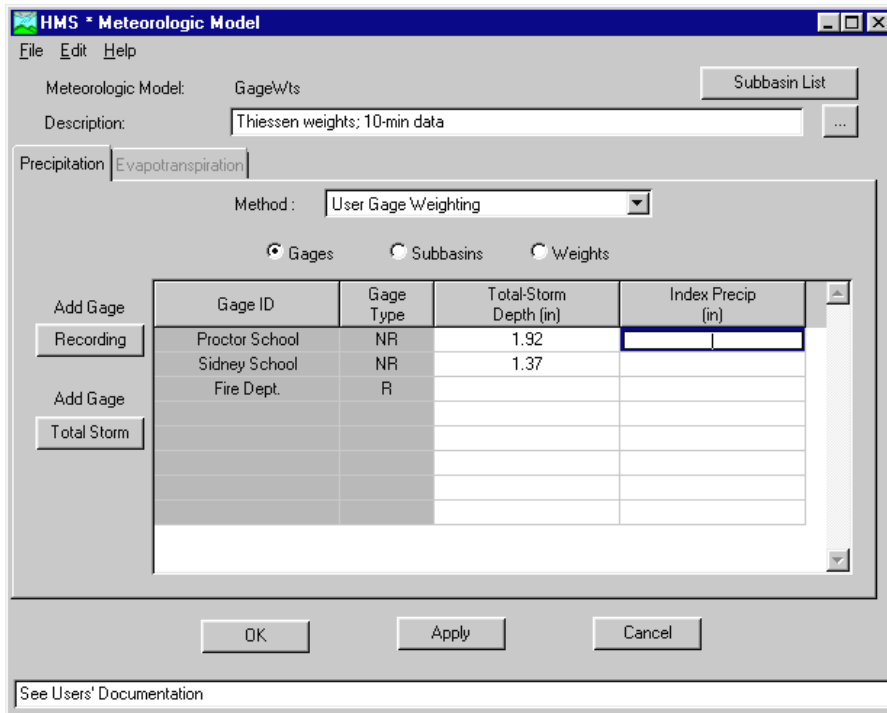 HMS * Meteorologic Model
File Edit Help
Meteorologic Model: GageWts Subbasin List
Description: Thiessen weights; 10-min data ...
Precipitation Evapotranspiration
Method : User Gage Weighting
Gages Subbasins Weights
Add Gage
Recording
Add Gage
Total Storm
Gage ID Gage Type Total-Storm Depth (in) Index Precip (in)
Proctor School NR 1.92
Sidney School NR 1.37
Fire Dept. R
OK Apply Cancel
See Users' Documentation